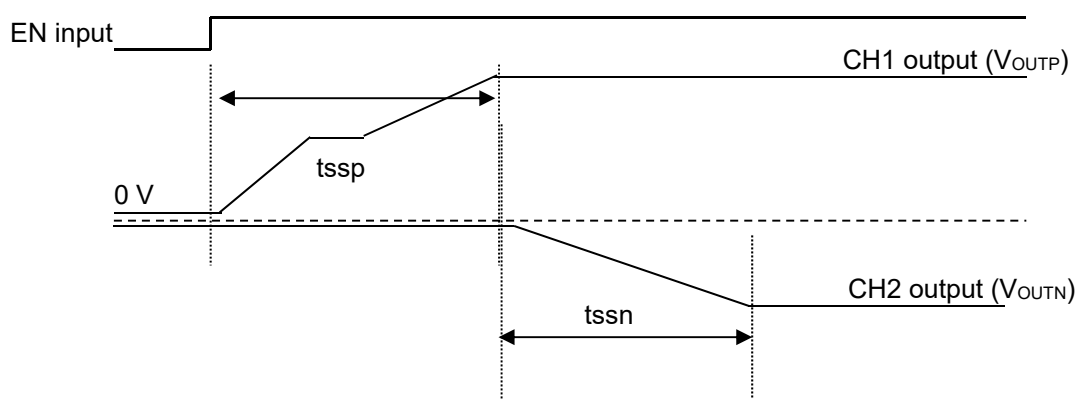 EN input
CH1 output (VOUTP)
tssp
0 V
CH2 output (VOUTN)
tssn